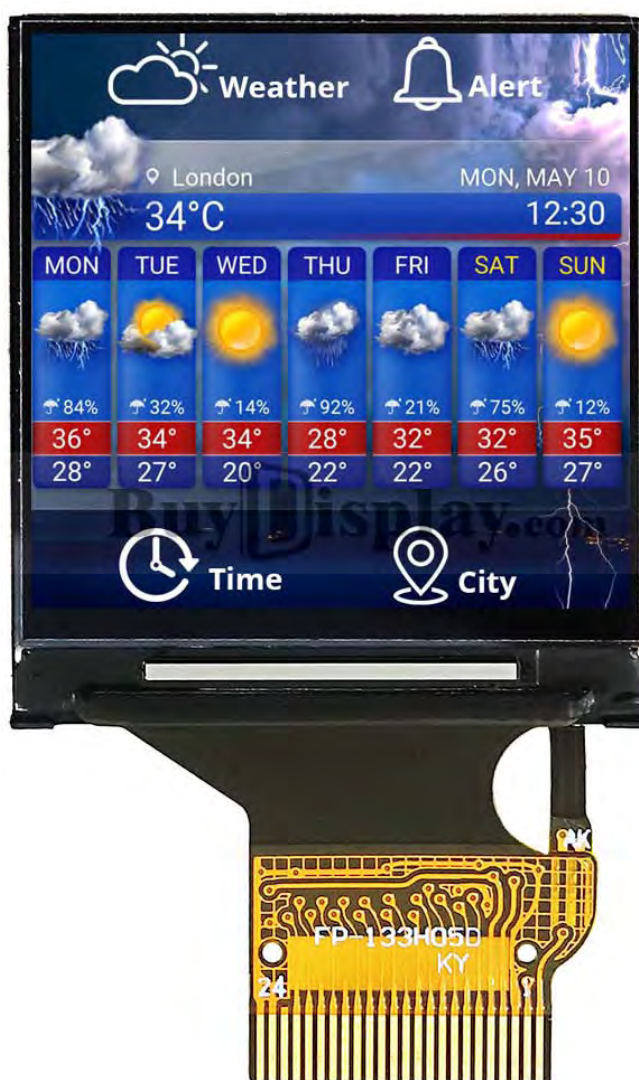 Weather Alert
London MON, MAY 10
34°C 12:30
MON TUE WED THU FRI SAT SUN
84% 32% 14% 92% 21% 75% 12%
36° 34° 34° 28° 32° 32° 35°
28° 27° 20° 22° 22° 26° 27°
BuyDisplay.com
Time City
AK
FP-133H05D
KY
24 1